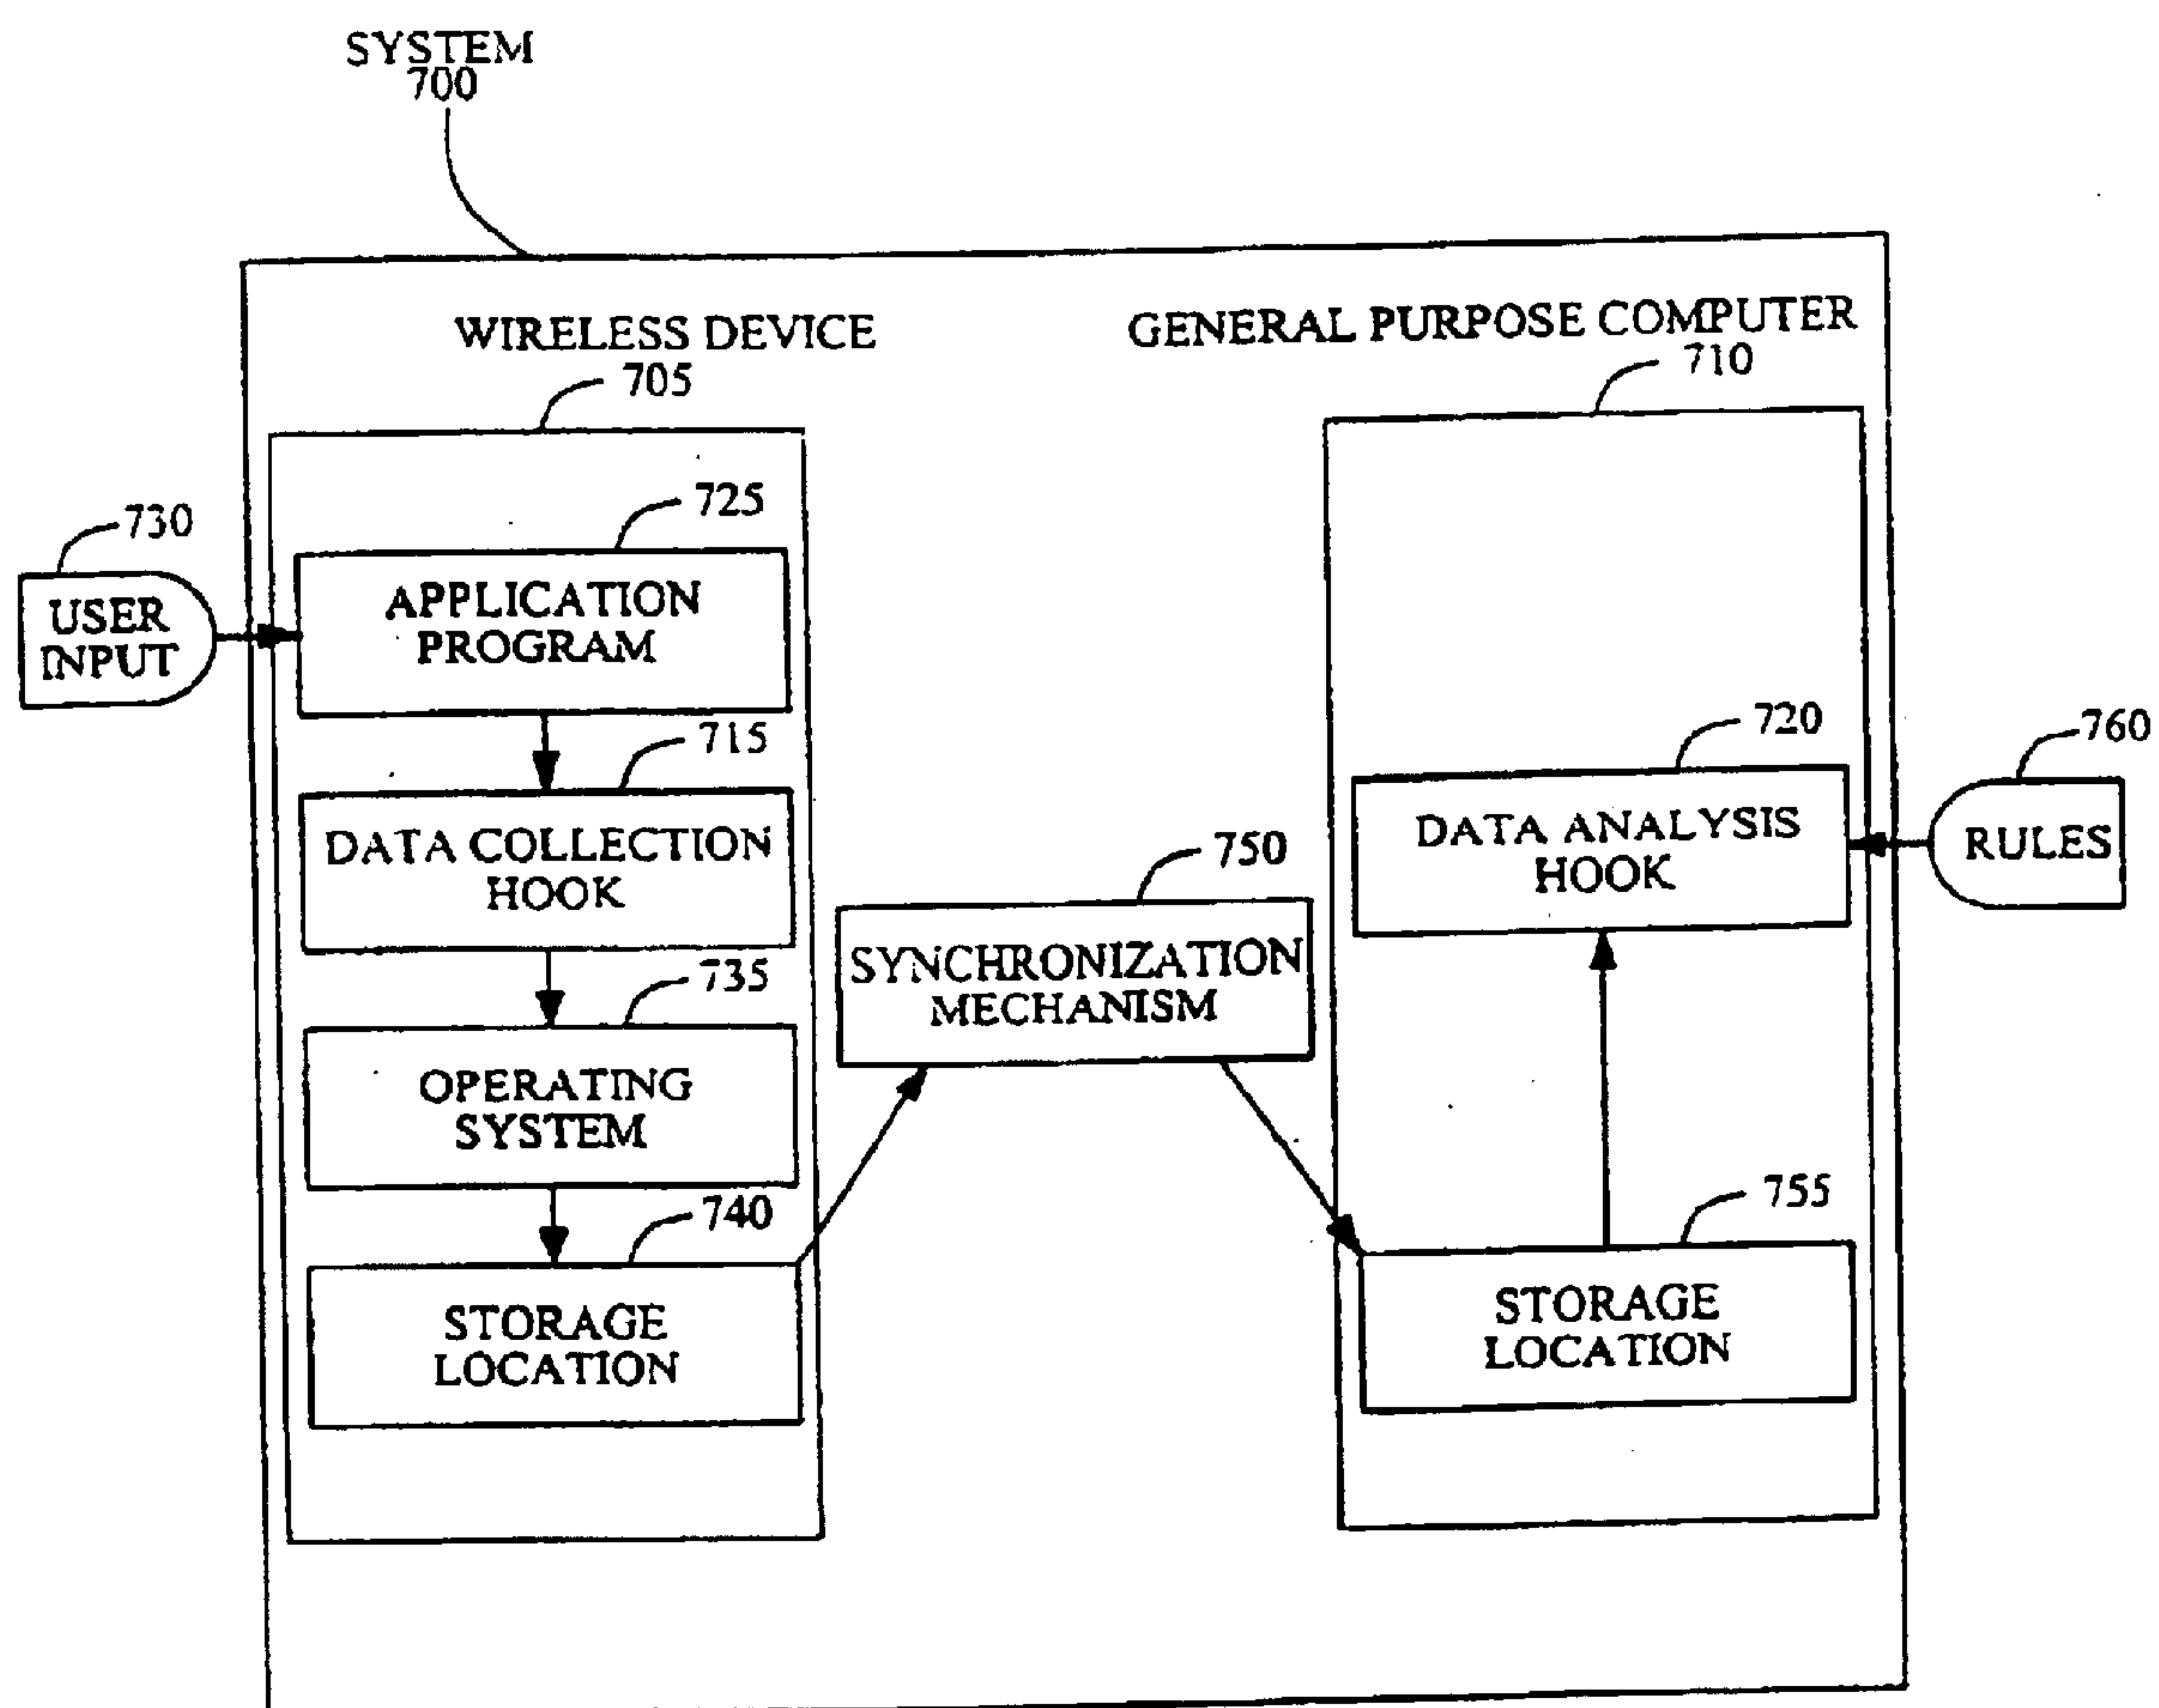 SYSTEM
700
WIRELESS DEVICE
705
GENERAL PURPOSE COMPUTER
710
730
USER
INPUT
725
APPLICATION
PROGRAM
715
DATA COLLECTION
HOOK
735
OPERATING
SYSTEM
740
STORAGE
LOCATION
750
SYNCHRONIZATION
MECHANISM
720
DATA ANALYSIS
HOOK
760
RULES
755
STORAGE
LOCATION